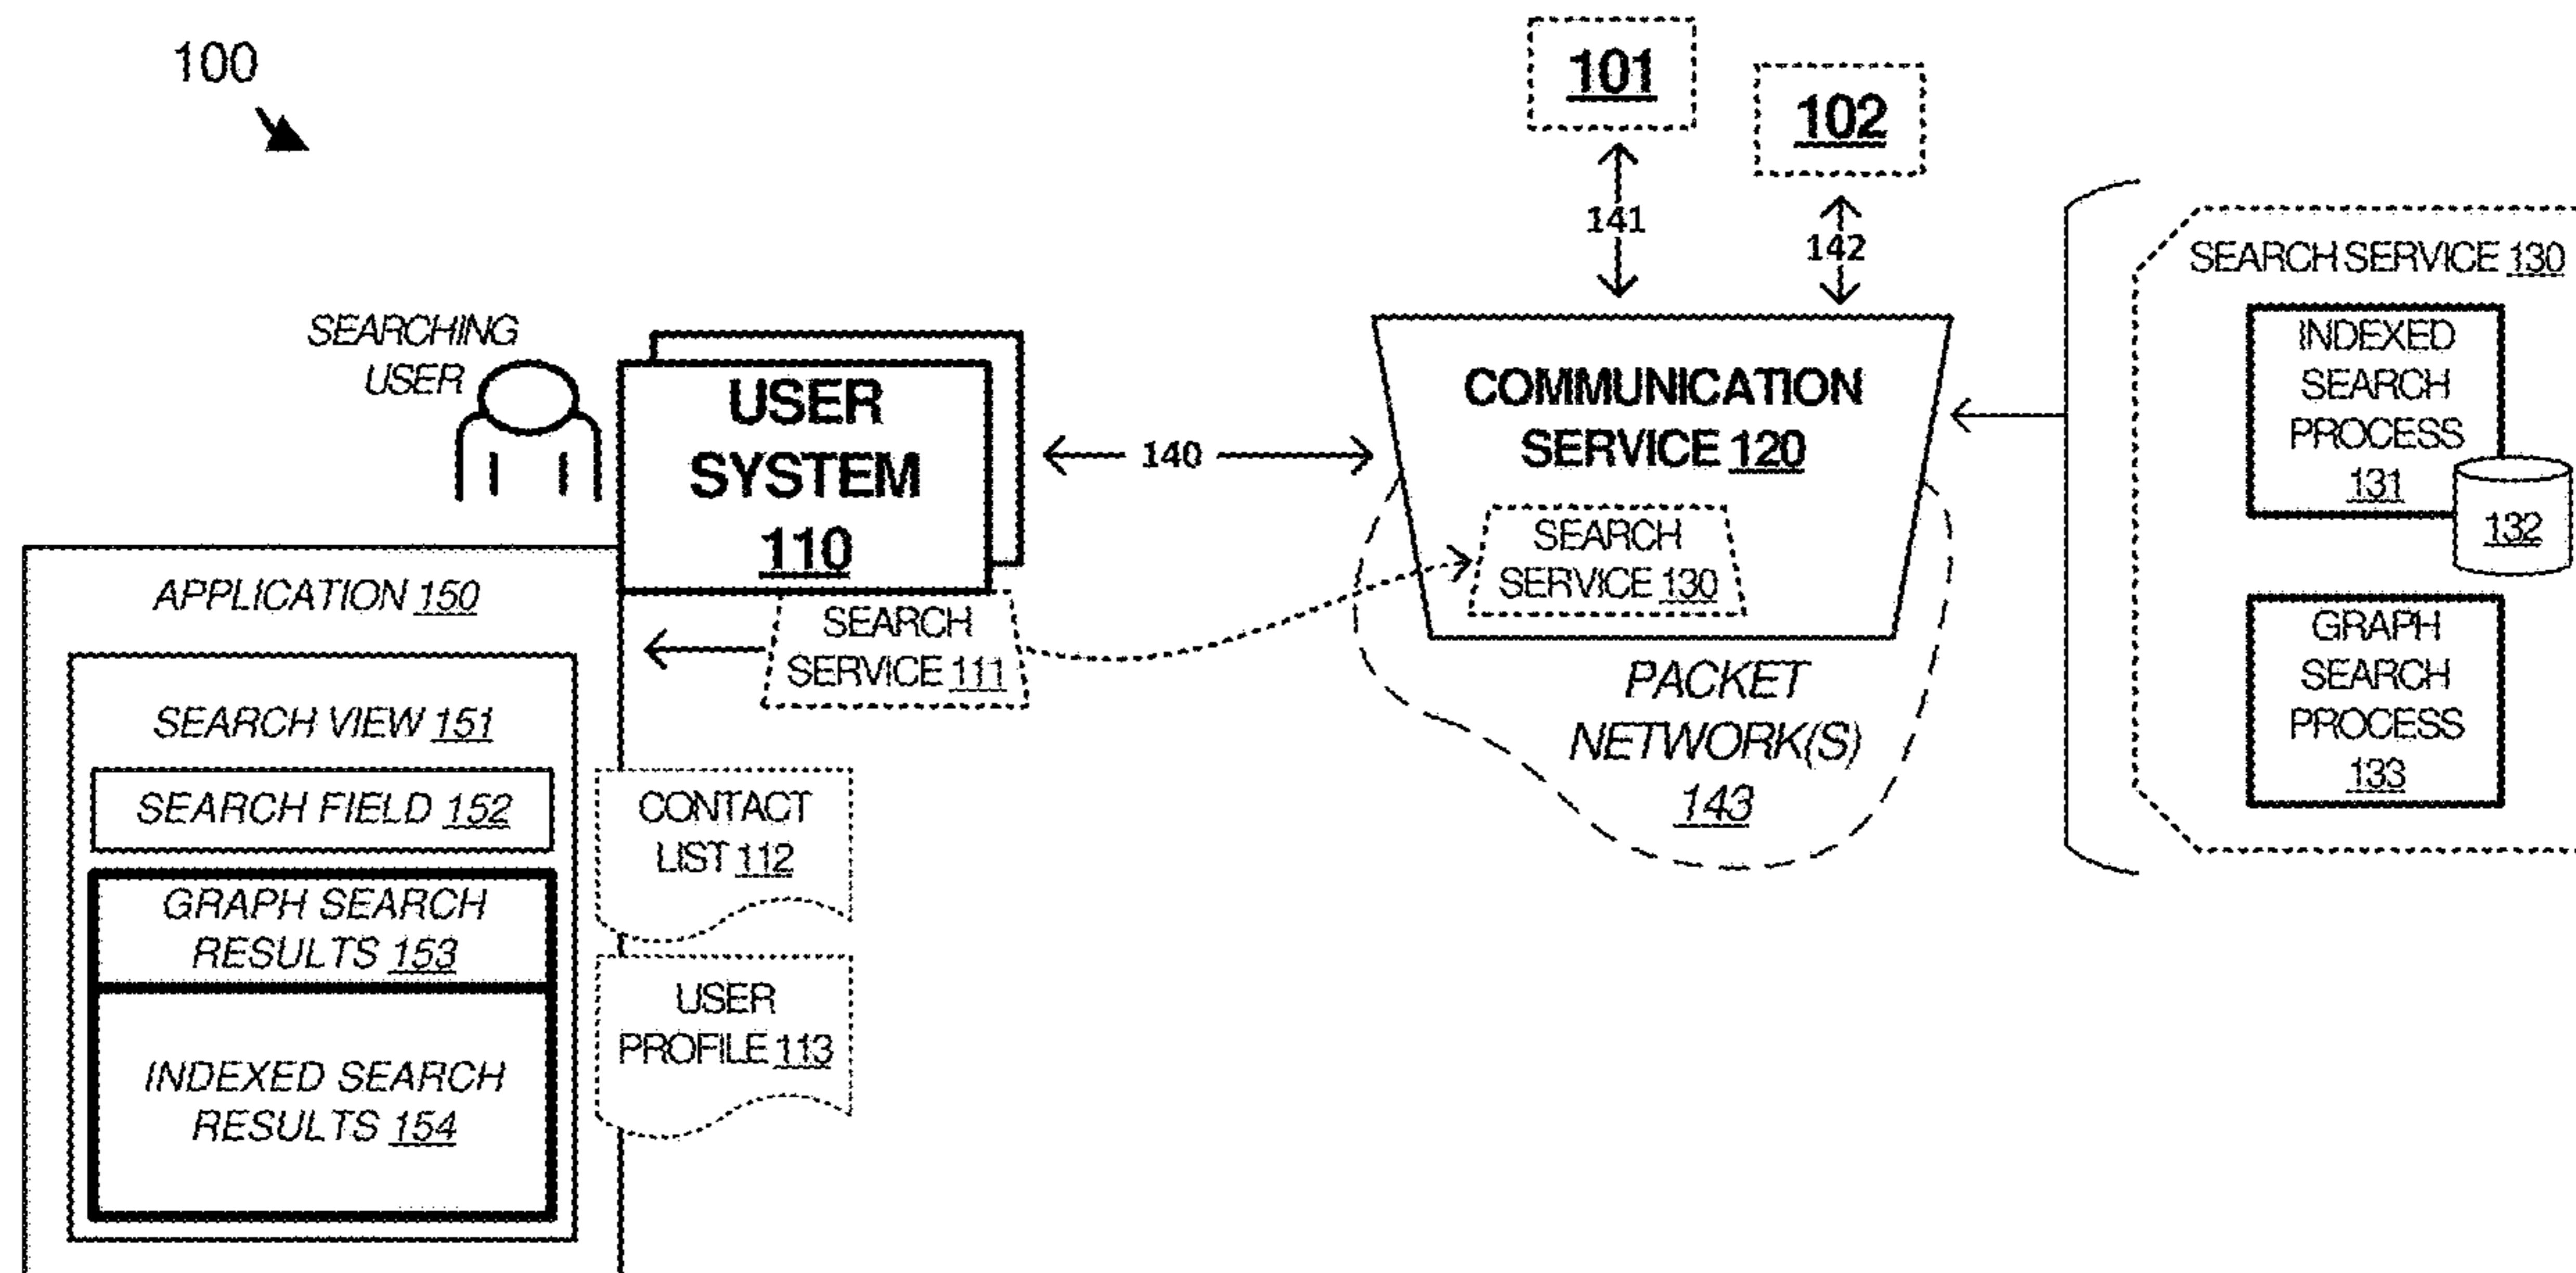 100
101
102
141
142
SEARCHING
USER
USER
SYSTEM
110
140
COMMUNICATION
SERVICE 120
SEARCH
SERVICE 130
PACKET
NETWORK(S)
143
SEARCH SERVICE 130
INDEXED
SEARCH
PROCESS
131
132
GRAPH
SEARCH
PROCESS
133
APPLICATION 150
SEARCH
SERVICE 111
SEARCH VIEW 151
SEARCH FIELD 152
GRAPH SEARCH
RESULTS 153
INDEXED SEARCH
RESULTS 154
CONTACT
LIST 112
USER
PROFILE 113